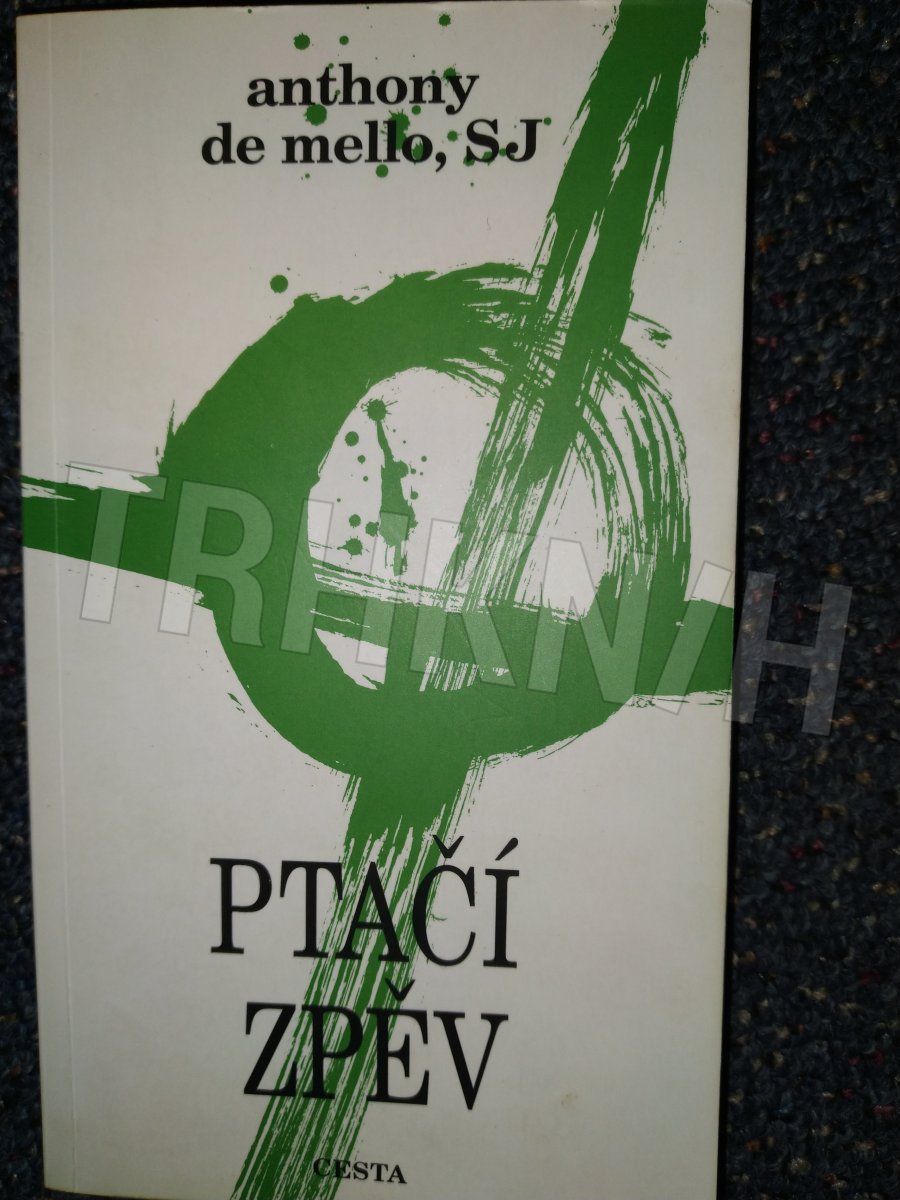 anthony
de mello, SJ
TRHKNIH
PTAČÍ
ZPĚV
CESTA